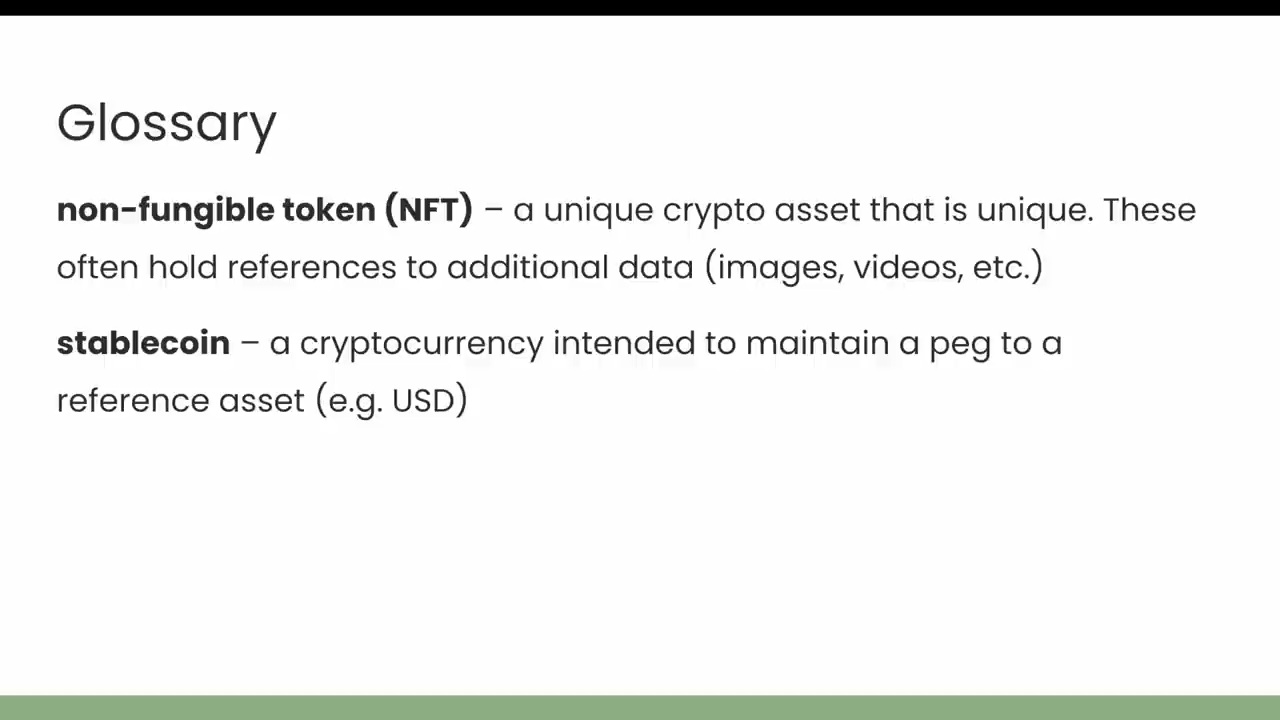 Glossary
non-fungible token (NFT) – a unique crypto asset that is unique. These
often hold references to additional data (images, videos, etc.)
stablecoin – a cryptocurrency intended to maintain a peg to a
reference asset (e.g. USD)